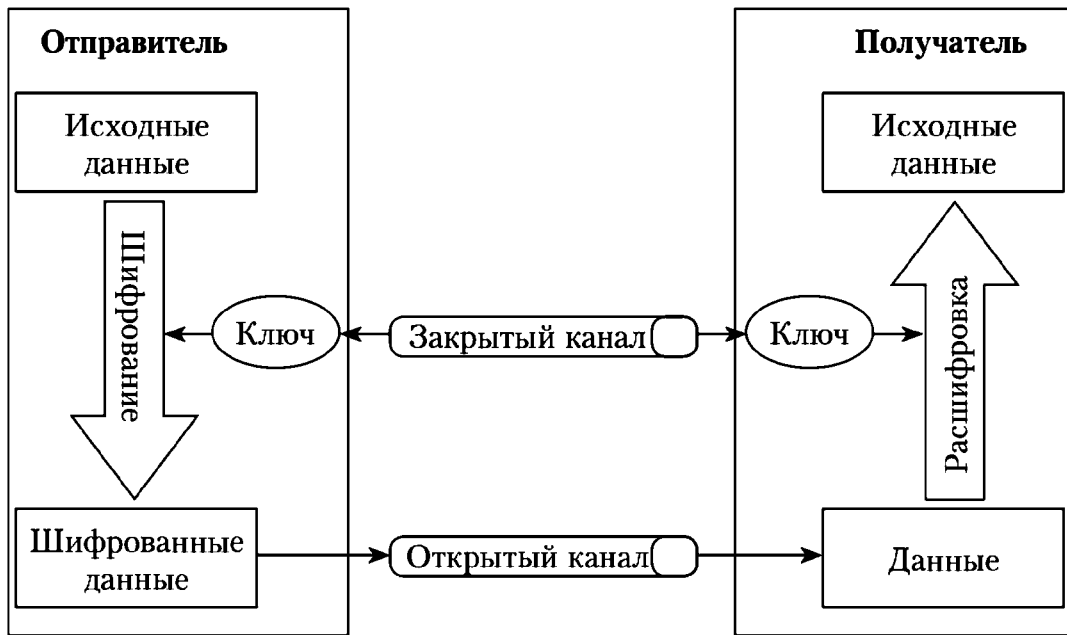 Отправитель
Получатель
Исходные
данные
Исходные
данные
Шифрование
Ключ
Закрытый канал
Ключ
Расшифровка
Шифрованные
данные
Открытый канал
Данные